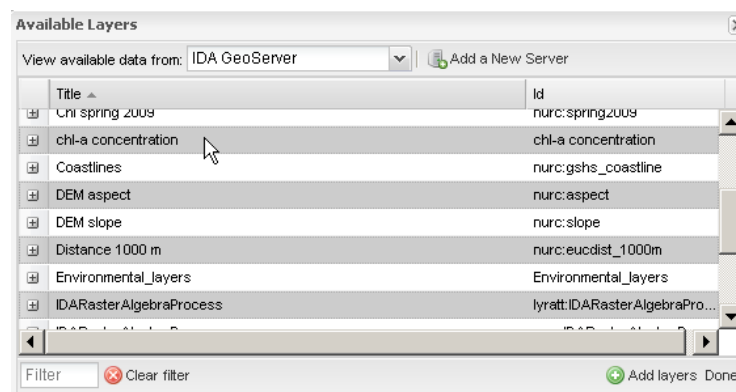 Available Layers
View available data from: IDA GeoServer Add a New Server
Title Id
Chl spring 2009 nurc:spring2009
chl-a concentration chl-a concentration
Coastlines nurc:gshs_coastline
DEM aspect nurc:aspect
DEM slope nurc:slope
Distance 1000 m nurc:eucdist_1000m
Environmental_layers Environmental_layers
IDARasterAlgebraProcess lyratt:IDARasterAlgebraPro...
Filter Clear filter Add layers Done